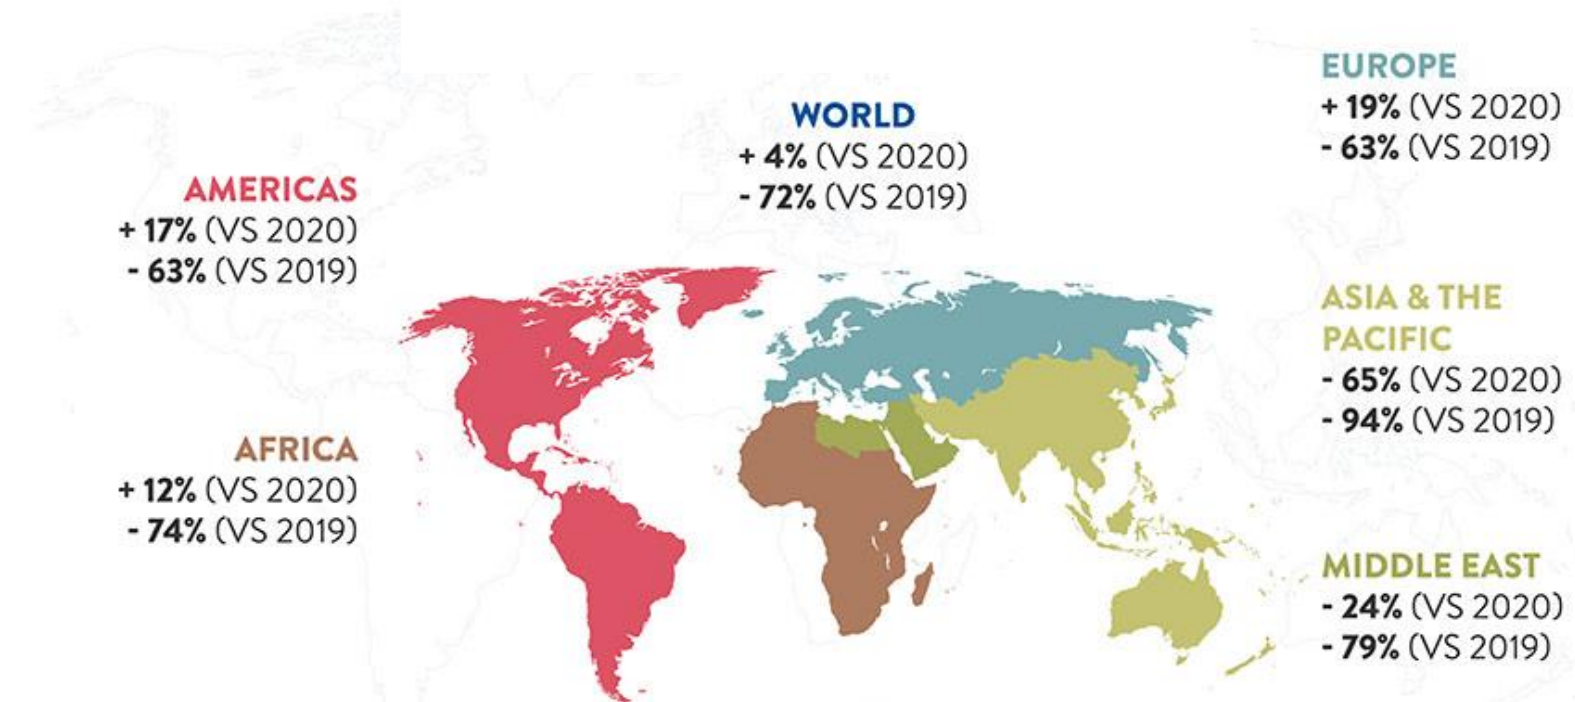 WORLD
+ 4% (VS 2020)
- 72% (VS 2019)
AMERICAS
+ 17% (VS 2020)
- 63% (VS 2019)
AFRICA
+ 12% (VS 2020)
- 74% (VS 2019)
EUROPE
+ 19% (VS 2020)
- 63% (VS 2019)
ASIA & THE
PACIFIC
- 65% (VS 2020)
- 94% (VS 2019)
MIDDLE EAST
- 24% (VS 2020)
- 79% (VS 2019)